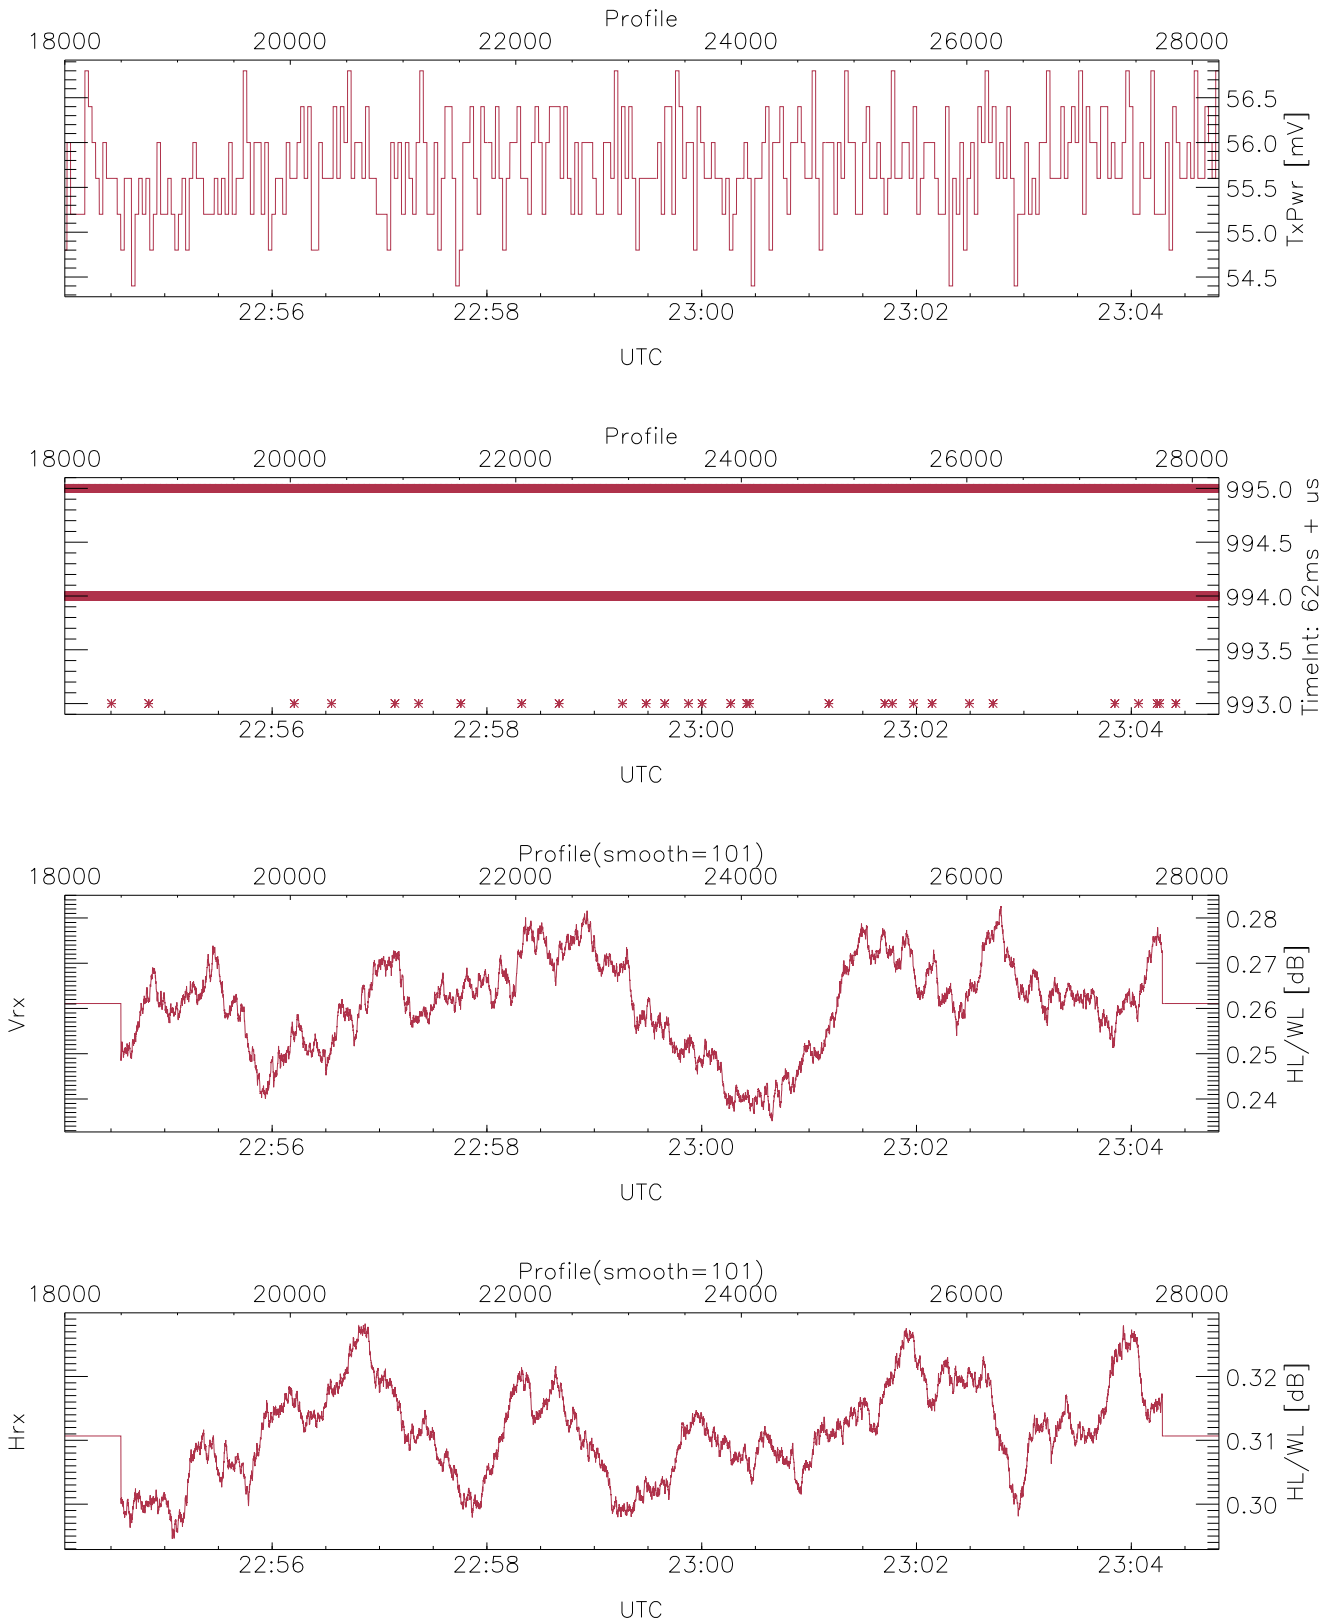 Profile
18000 20000 22000 24000 26000 28000
56.5
56.0
55.5
55.0
54.5
TxPwr [mV]
22:56 22:58 23:00 23:02 23:04
UTC
Profile
18000 20000 22000 24000 26000 28000
995.0
994.5
994.0
993.5
993.0
TimeInt: 62ms + us
22:56 22:58 23:00 23:02 23:04
UTC
Profile(smooth=101)
18000 20000 22000 24000 26000 28000
Vrx
0.28
0.27
0.26
0.25
0.24
HL/WL [dB]
22:56 22:58 23:00 23:02 23:04
UTC
Profile(smooth=101)
18000 20000 22000 24000 26000 28000
Hrx
0.32
0.31
0.30
HL/WL [dB]
22:56 22:58 23:00 23:02 23:04
UTC